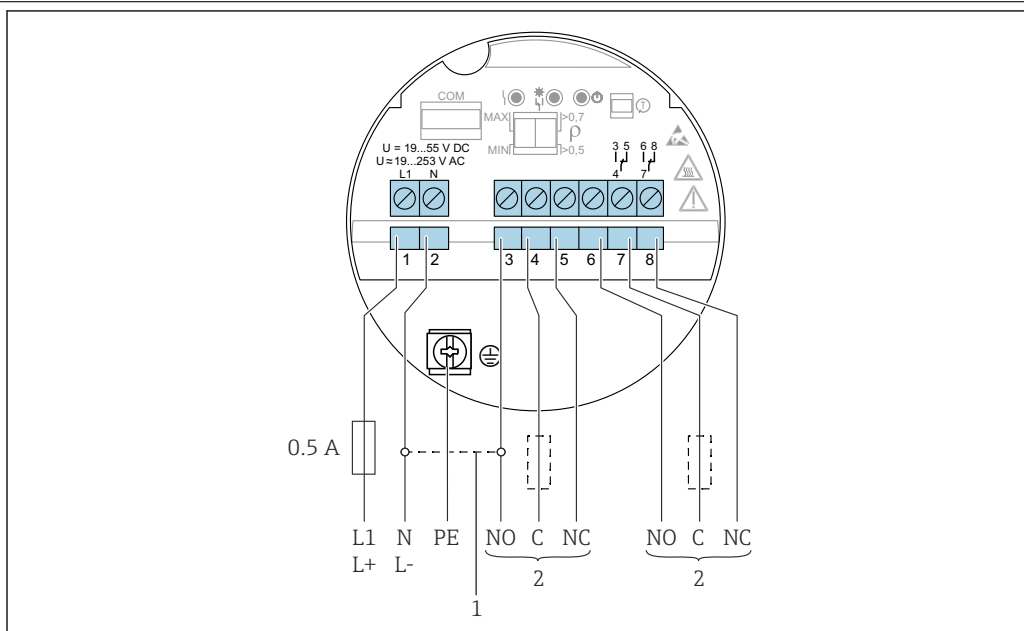 COM
MAX
>0,7
ρ
MIN
>0,5
T
U = 19...55 V DC
U≂19...253 V AC
L1 N
3 5
4
6 8
7
1 2 3 4 5 6 7 8
0.5 A
L1 N PE NO C NC NO C NC
L+ L-
2 2
1